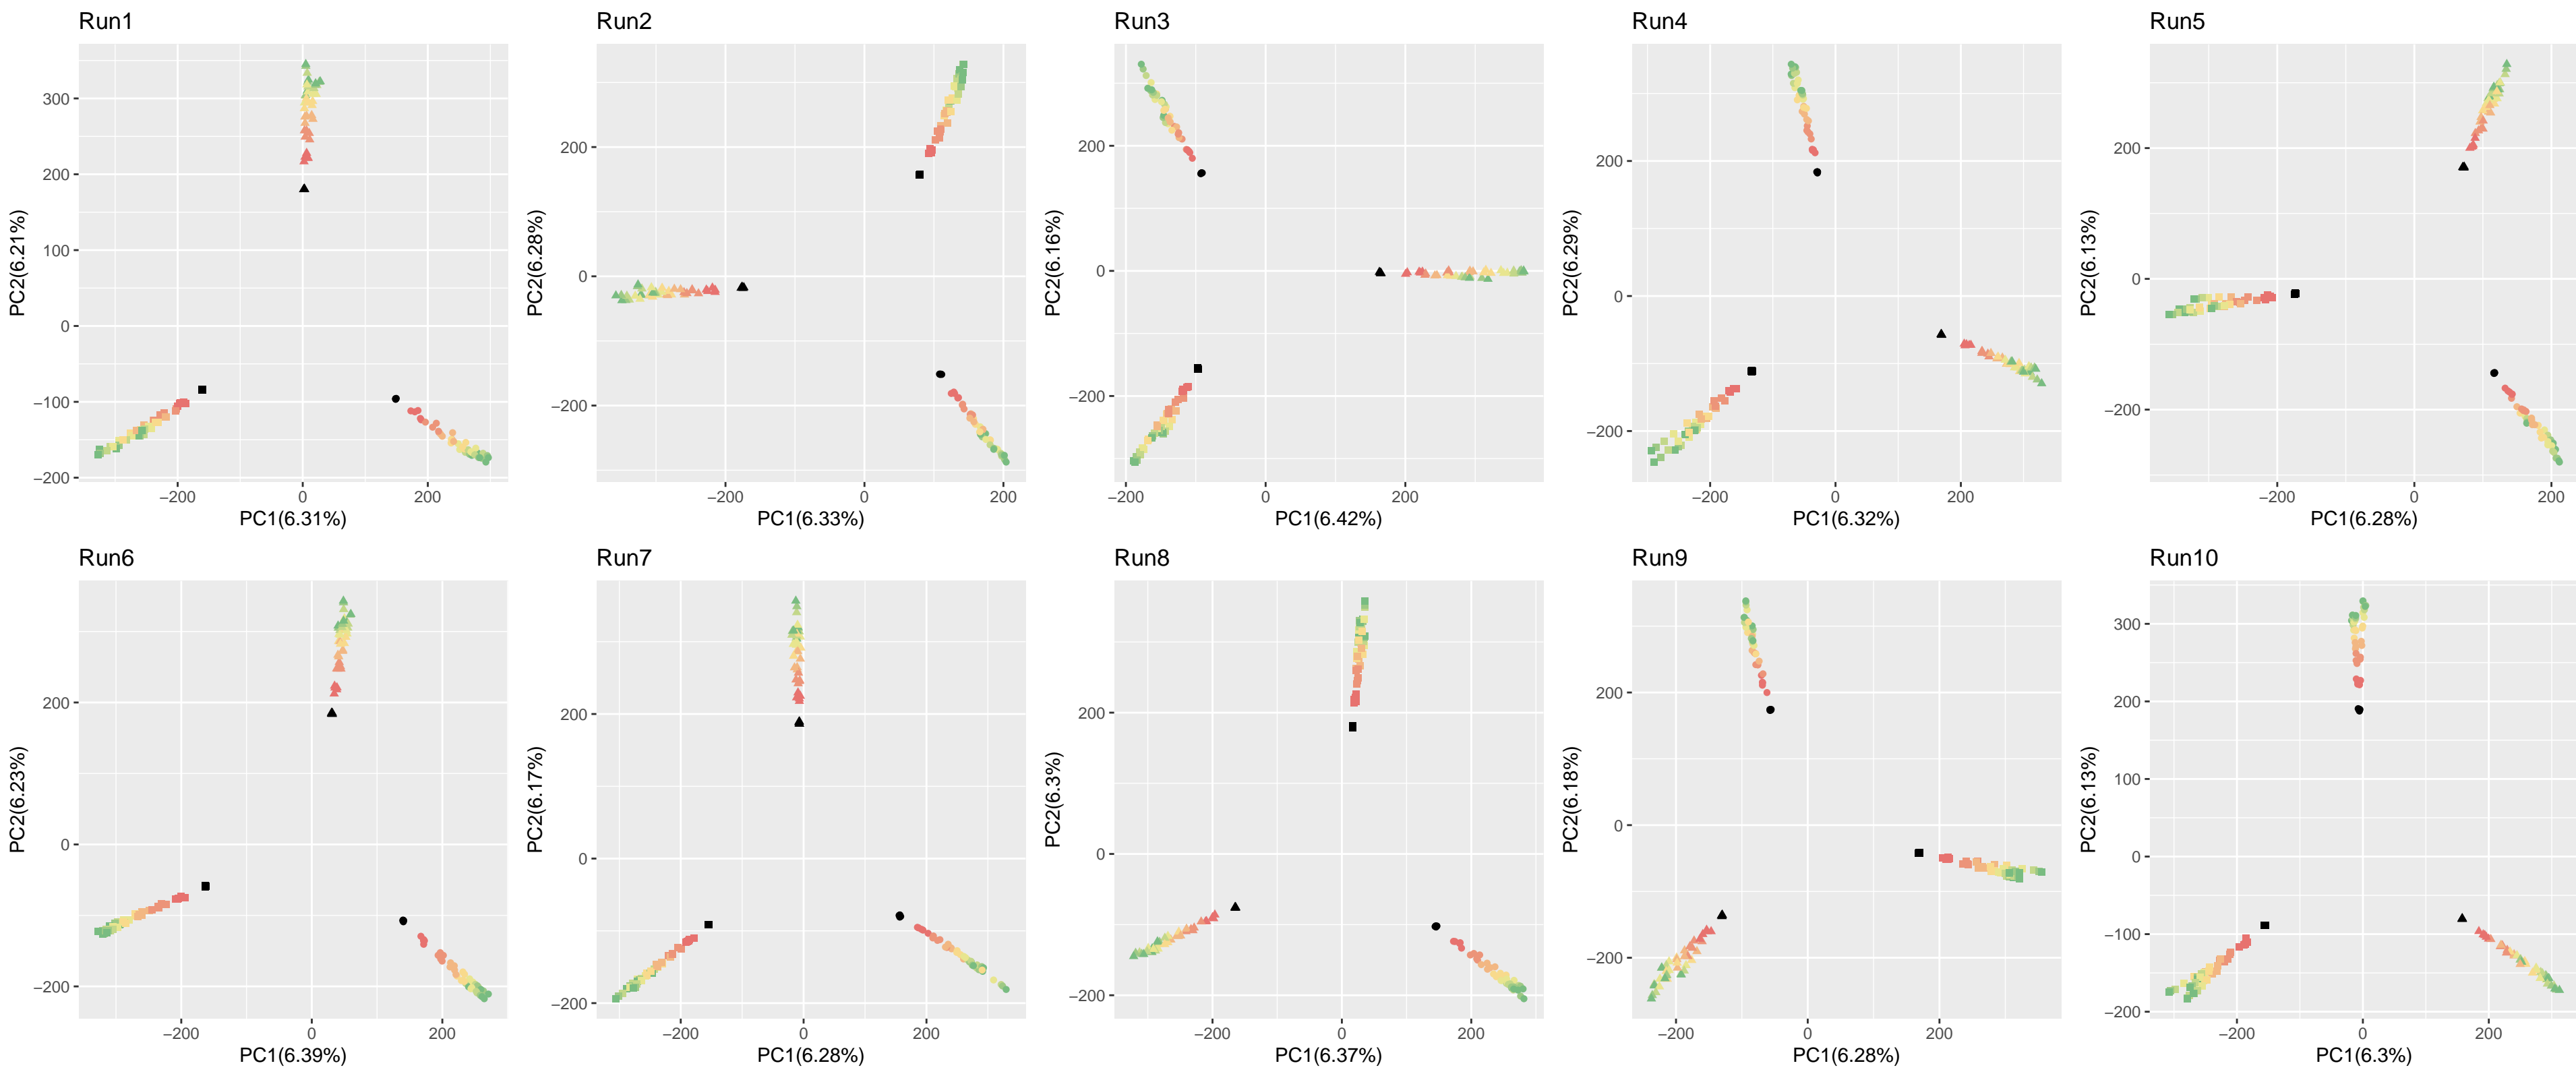 Run1
PC2(6.21%)
300
200
100
0
−100
−200
−200 0 200
PC1(6.31%)
Run2
PC2(6.28%)
200
0
−200
−200 0 200
PC1(6.33%)
Run3
PC2(6.16%)
200
0
−200
−200 0 200
PC1(6.42%)
Run4
PC2(6.29%)
200
0
−200
−200 0 200
PC1(6.32%)
Run5
PC2(6.13%)
200
0
−200
−200 0 200
PC1(6.28%)
Run6
PC2(6.23%)
200
0
−200
−200 0 200
PC1(6.39%)
Run7
PC2(6.17%)
200
0
−200
−200 0 200
PC1(6.28%)
Run8
PC2(6.3%)
200
0
−200
−200 0 200
PC1(6.37%)
Run9
PC2(6.18%)
200
0
−200
−200 0 200
PC1(6.28%)
Run10
PC2(6.13%)
300
200
100
0
−100
−200
−200 0 200
PC1(6.3%)